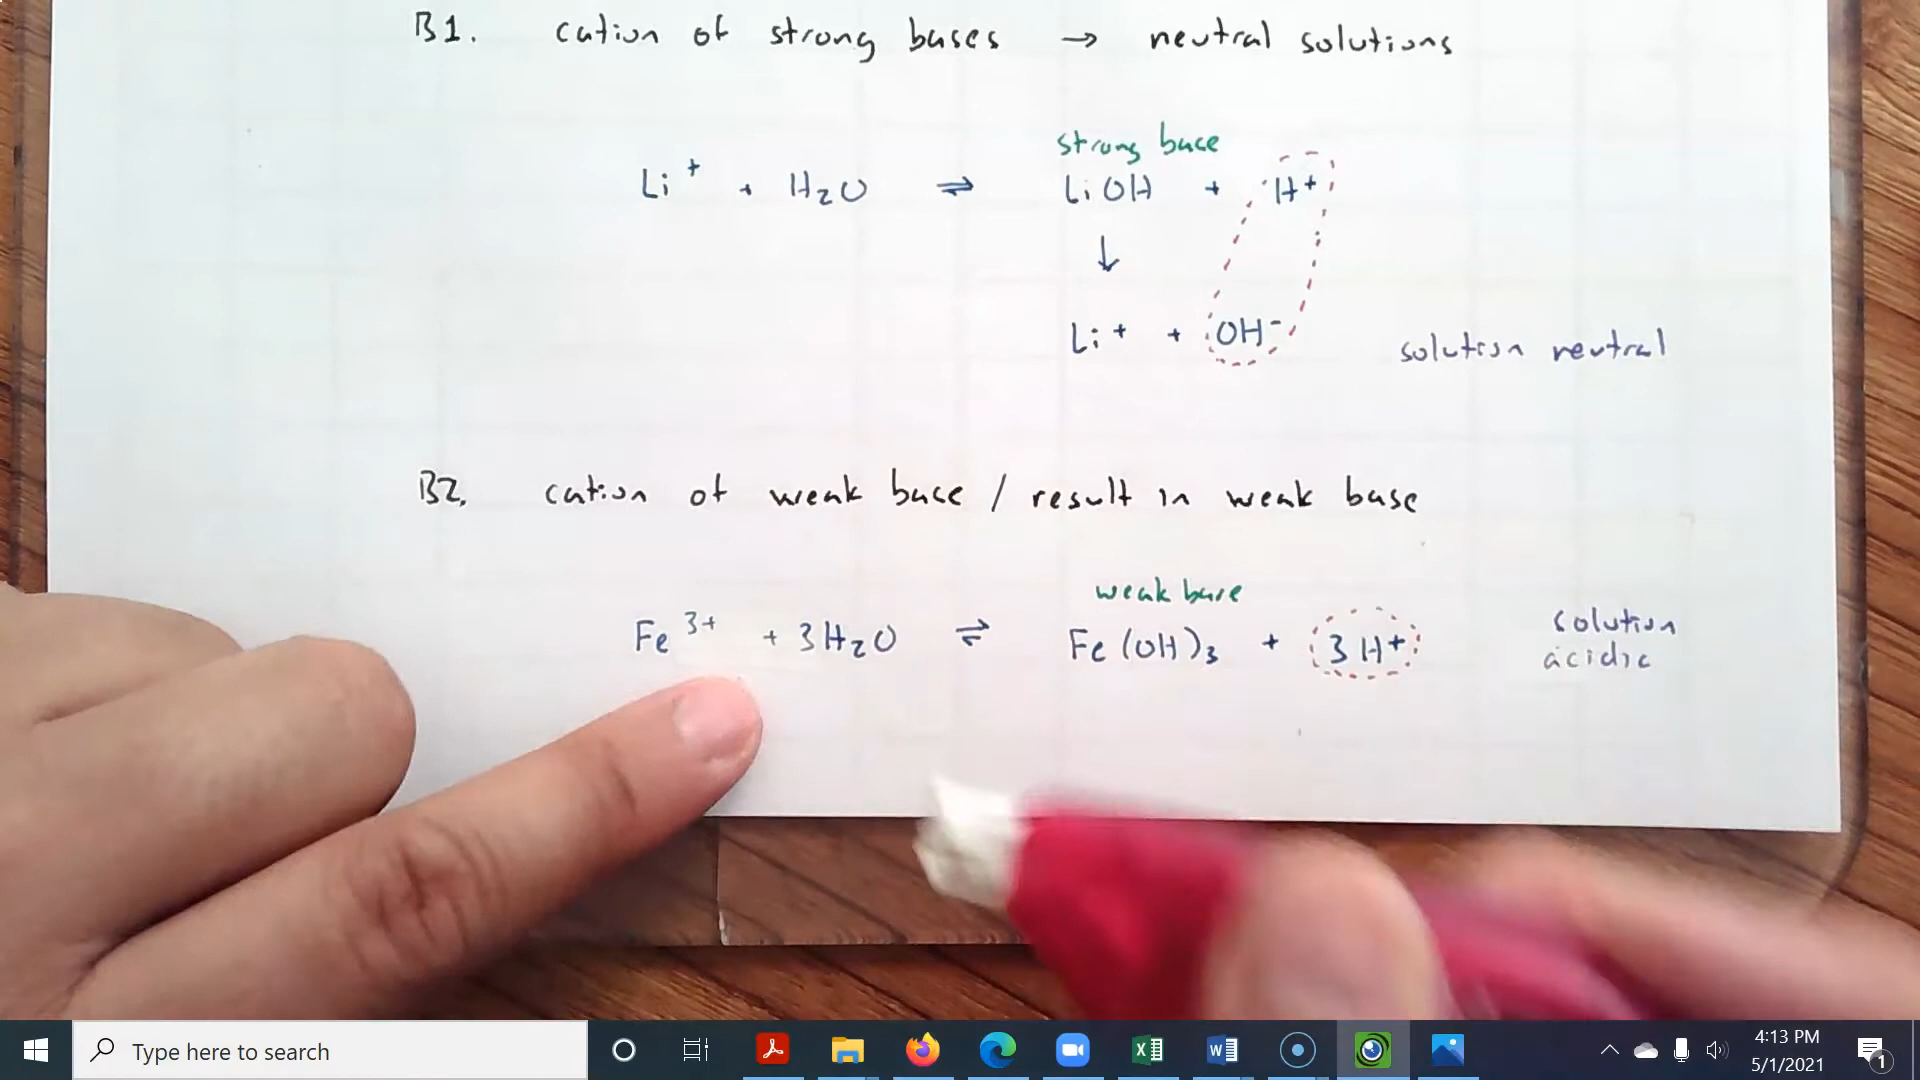 B1. cation of strong bases → neutral solutions
strong base
Li⁺ + H₂O ⇌ LiOH + H⁺
↓
Li⁺ + OH⁻ solution neutral
B2. cation of weak base / result in weak base
weak base
Fe³⁺ + 3H₂O ⇌ Fe(OH)₃ + 3H⁺ solution
acidic
Type here to search
4:13 PM
5/1/2021
1